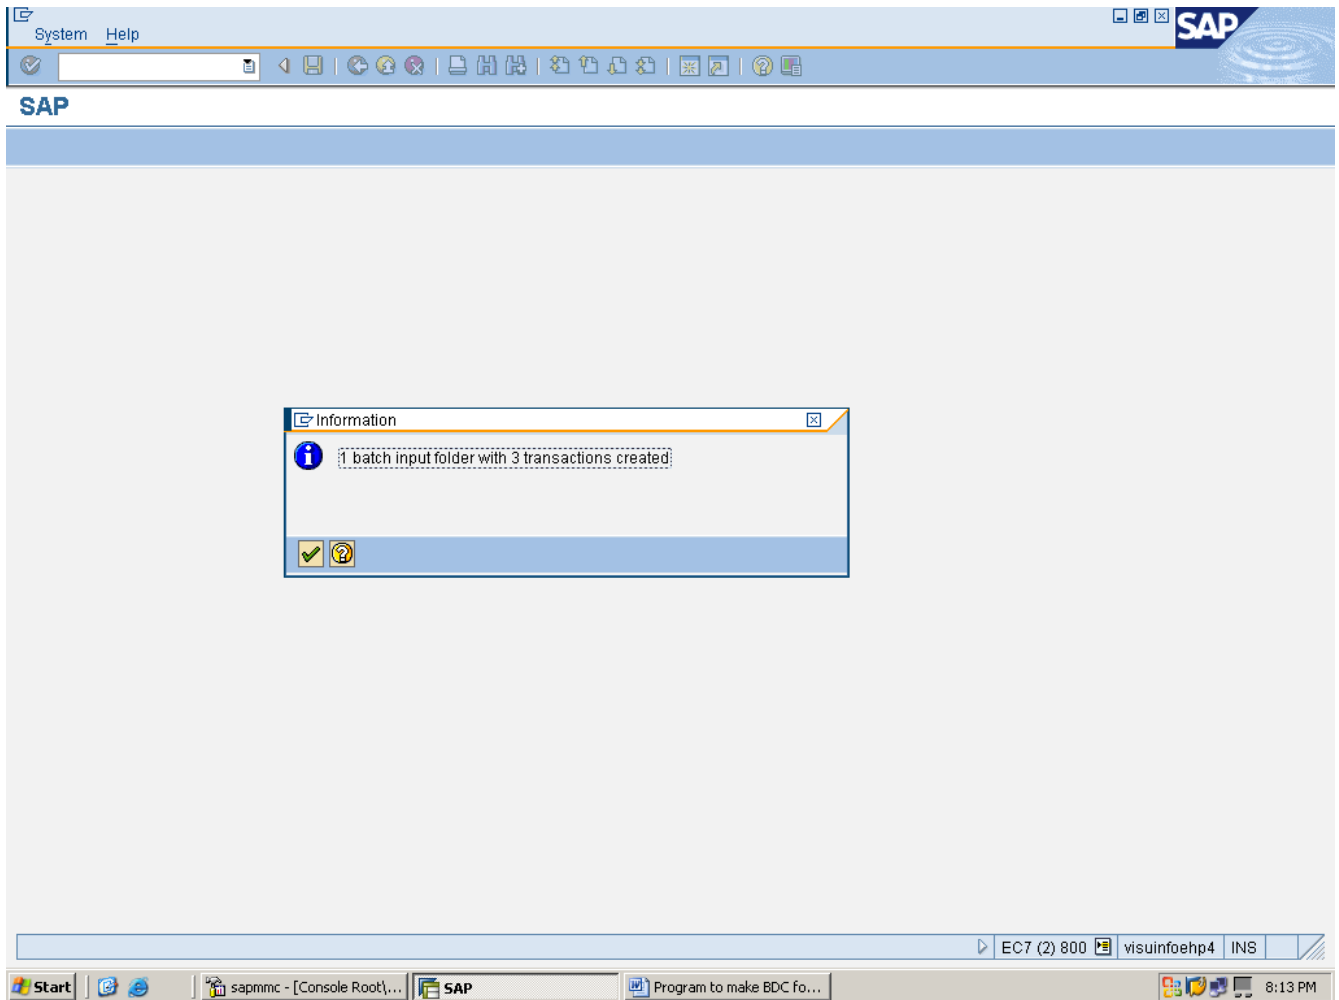 System Help
SAP
SAP
Information
1 batch input folder with 3 transactions created
EC7 (2) 800 visuinfoehp4 INS
Start sapmmc - [Console Root\... SAP Program to make BDC fo... 8:13 PM